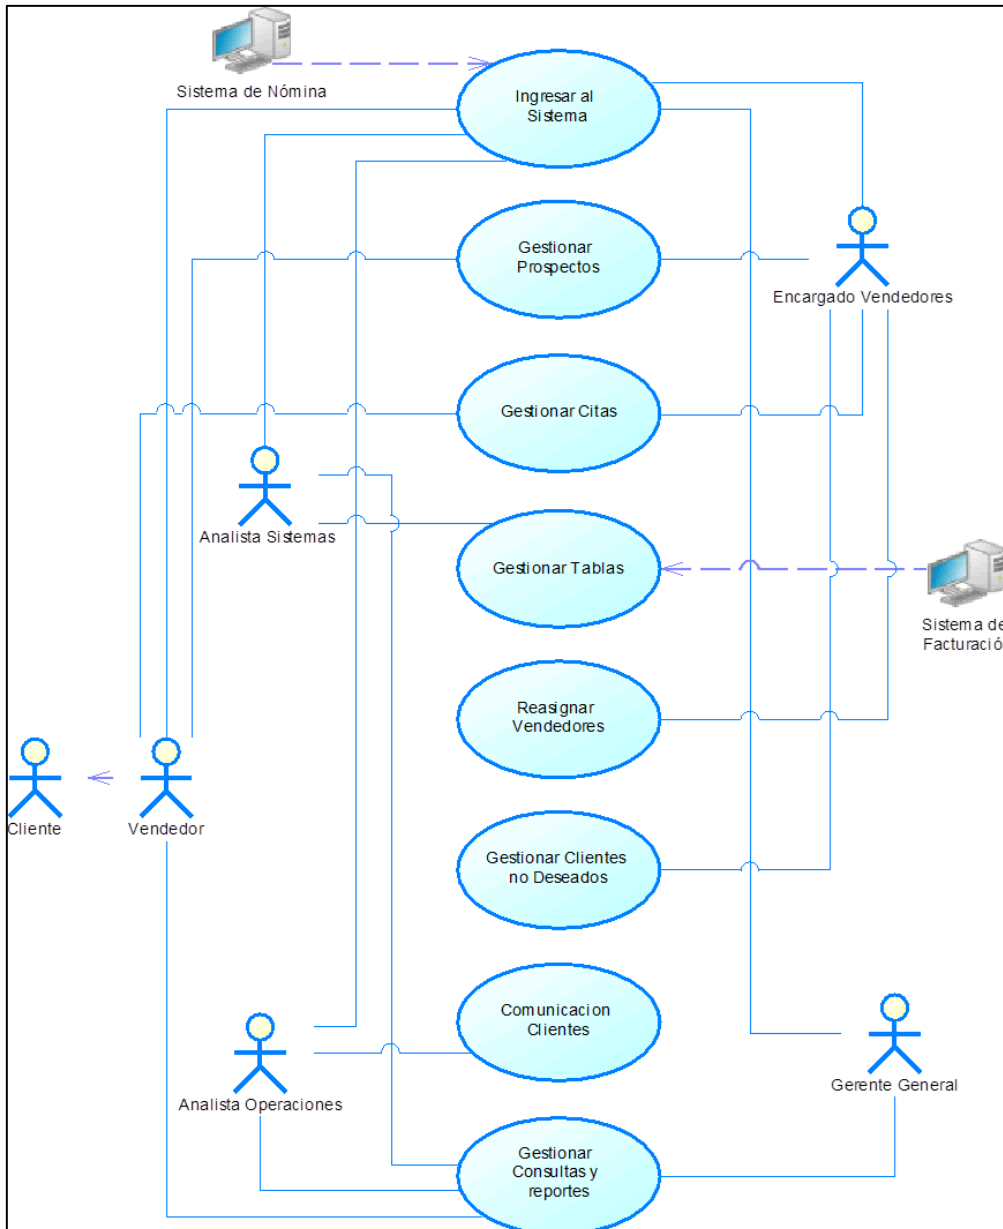 Sistema de Nómina
Ingresar al
Sistema
Gestionar
Prospectos
Encargado Vendedores
Gestionar Citas
Analista Sistemas
Gestionar Tablas
Sistema de
Facturación
Reasignar
Vendedores
Cliente
Vendedor
Gestionar Clientes
no Deseados
Comunicacion
Clientes
Analista Operaciones
Gerente General
Gestionar
Consultas y
reportes